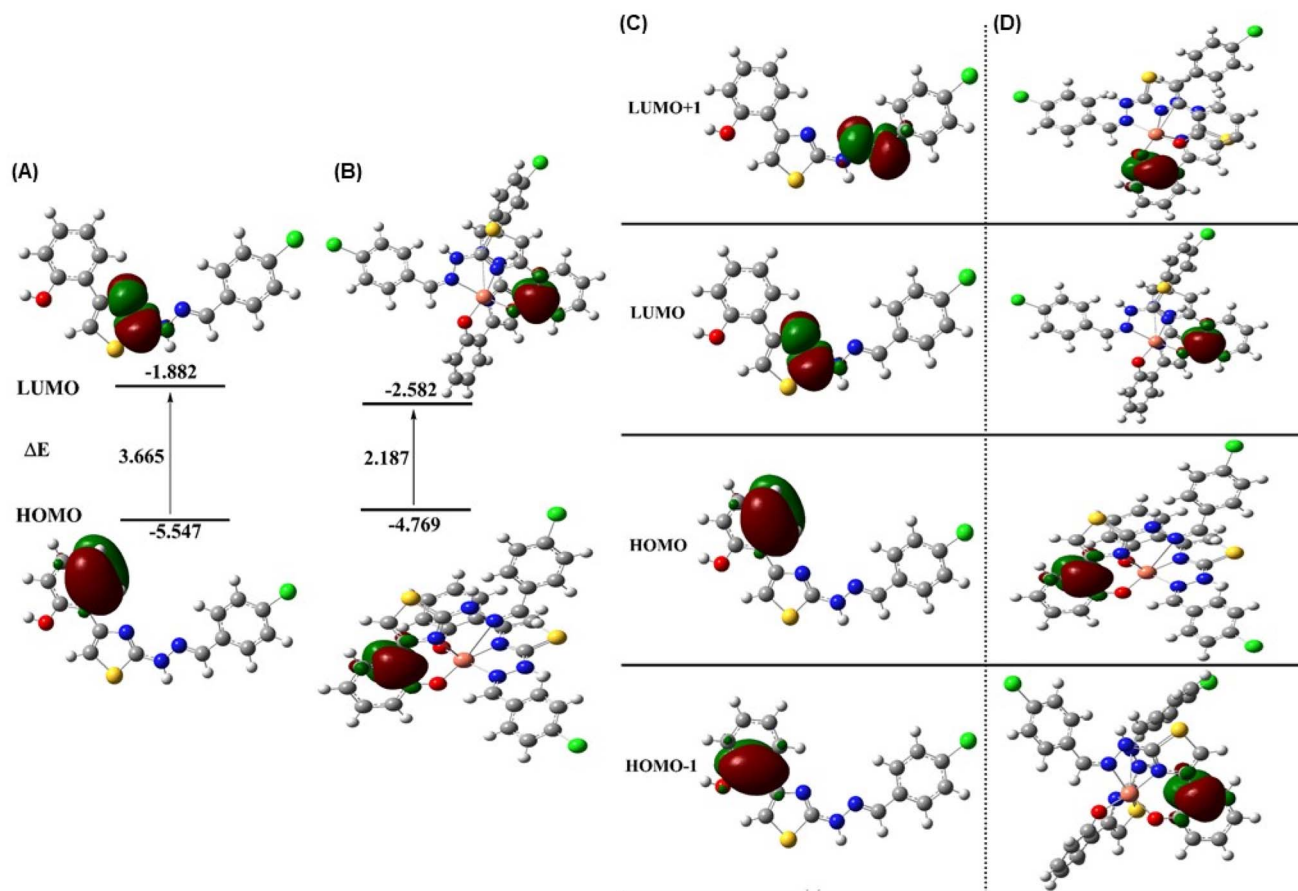 (A)
(B)
LUMO
-1.882
-2.582
ΔE
3.665
2.187
HOMO
-5.547
-4.769
(C)
(D)
LUMO+1
LUMO
HOMO
HOMO-1